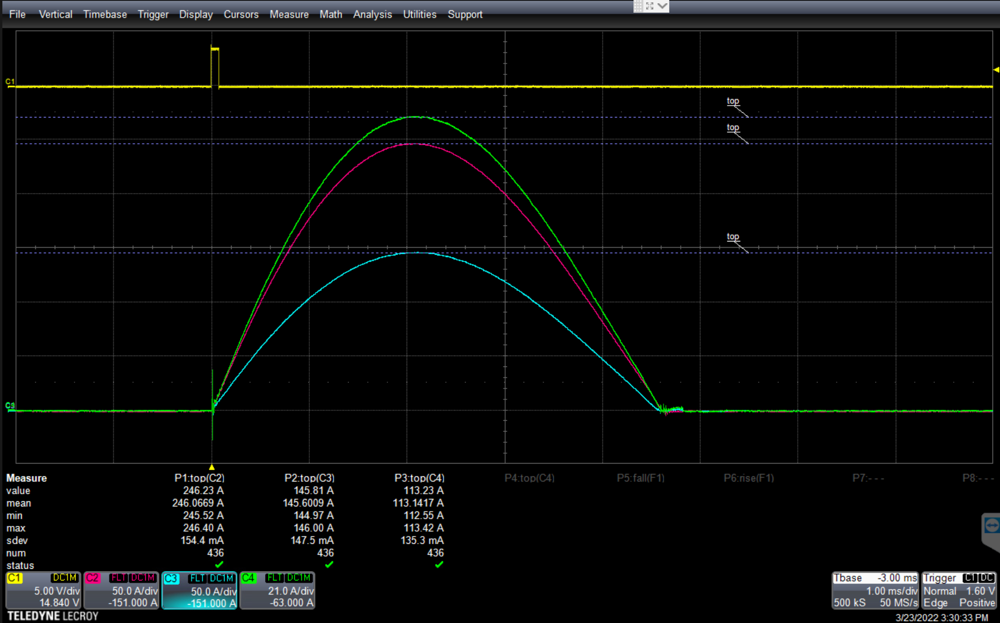 File Vertical Timebase Trigger Display Cursors Measure Math Analysis Utilities Support
C1
top
top
top
C3
Measure P1:top(C2) P2:top(C3) P3:top(C4) P4:top(C4) P5:fall(F1) P6:rise(F1) P7:--- P8:---
value 246.23 A 145.81 A 113.23 A
mean 246.0669 A 145.6009 A 113.1417 A
min 245.52 A 144.97 A 112.55 A
max 246.40 A 146.00 A 113.42 A
sdev 154.4 mA 147.5 mA 135.3 mA
num 436 436 436
status
C1 DC1M C2 FLT DC1M C3 FLT DC1M C4 FLT DC1M Tbase -3.00 ms Trigger C1 DC
5.00 V/div 50.0 A/div 50.0 A/div 21.0 A/div 1.00 ms/div Normal 1.60 V
14.840 V -151.000 A -151.000 A -63.000 A 500 kS 50 MS/s Edge Positive
TELEDYNE LECROY 3/23/2022 3:30:33 PM